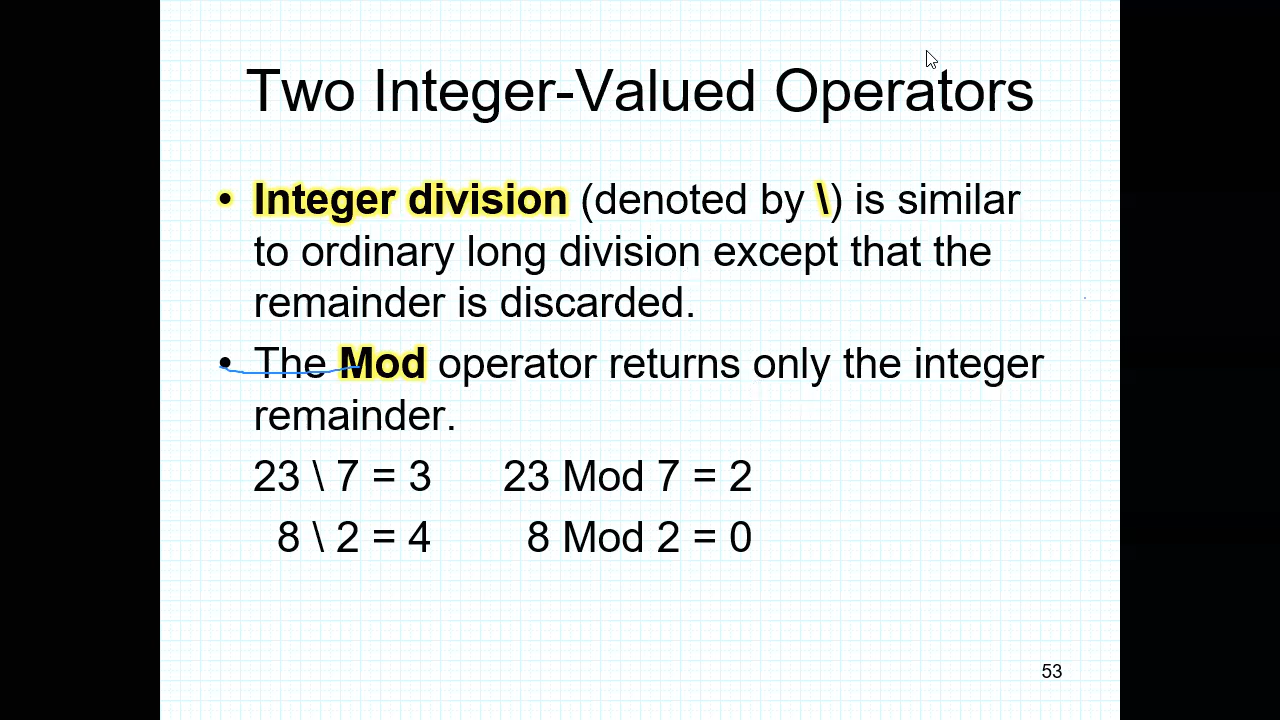 Two Integer-Valued Operators
• Integer division (denoted by \) is similar
to ordinary long division except that the
remainder is discarded.
• The Mod operator returns only the integer
remainder.
23 \ 7 = 3 23 Mod 7 = 2
8 \ 2 = 4 8 Mod 2 = 0
53